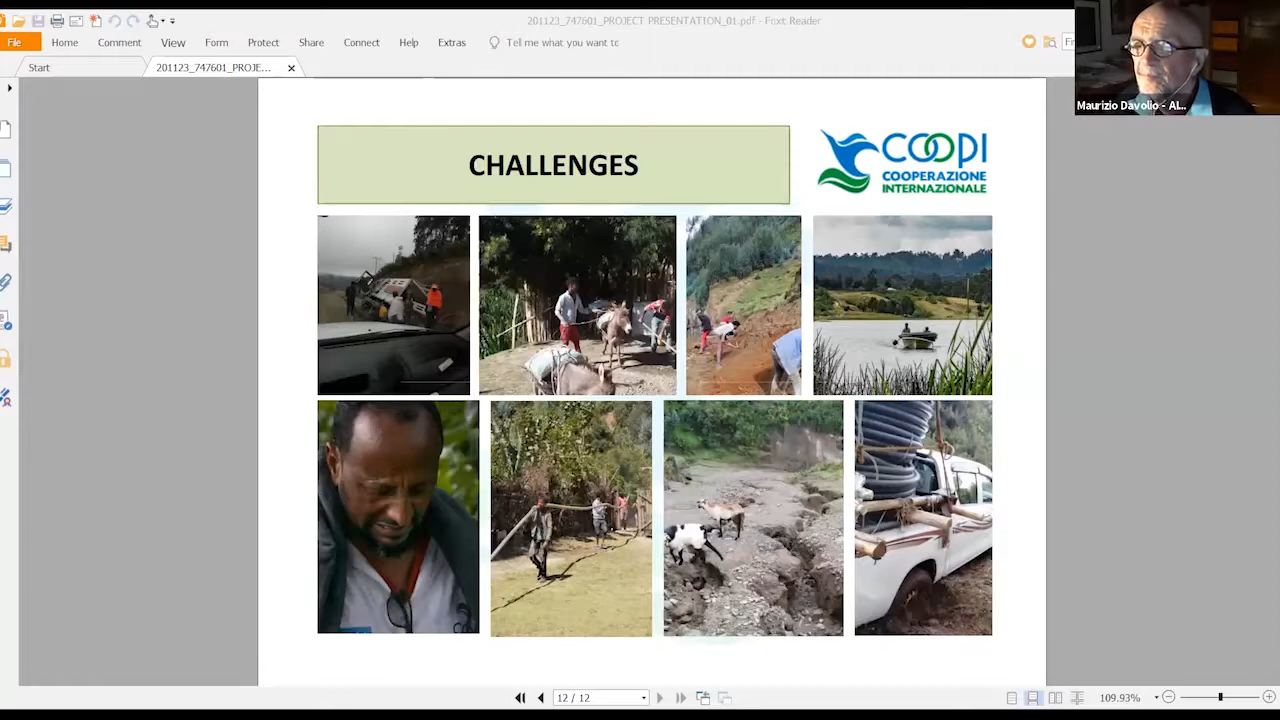 201123_747601_PROJECT PRESENTATION_01.pdf - Foxit Reader
File Home Comment View Form Protect Share Connect Help Extras Tell me what you want to
Start 201123_747601_PROJE...
Maurizio Davolio - AI...
CHALLENGES
COOPI
COOPERAZIONE
INTERNAZIONALE
12 / 12
109.93%